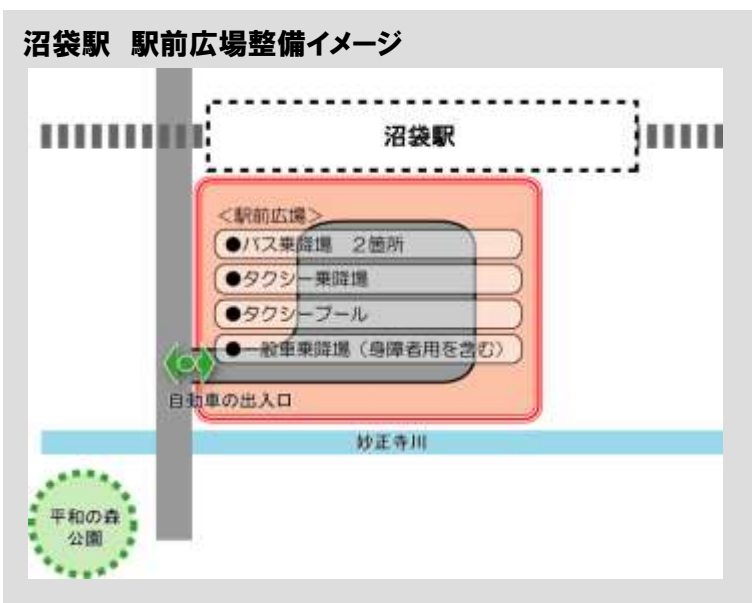 沼袋駅 駅前広場整備イメージ
沼袋駅
<駅前広場>
●バス乗降場 2箇所
●タクシー乗降場
●タクシープール
●一般車乗降場(身障者用を含む)
自動車の出入口
妙正寺川
平和の森
公園